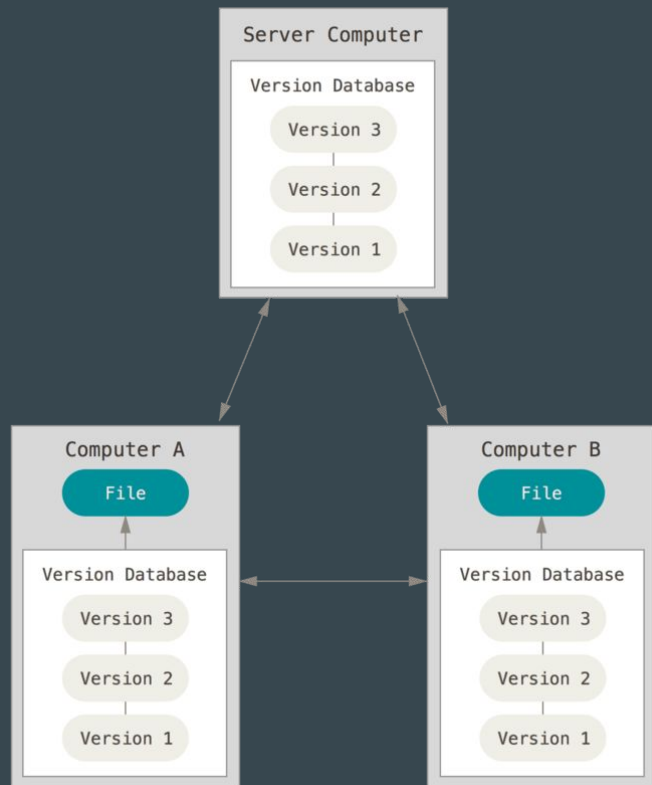 Server Computer
Version Database
Version 3
Version 2
Version 1
Computer A
File
Version Database
Version 3
Version 2
Version 1
Computer B
File
Version Database
Version 3
Version 2
Version 1